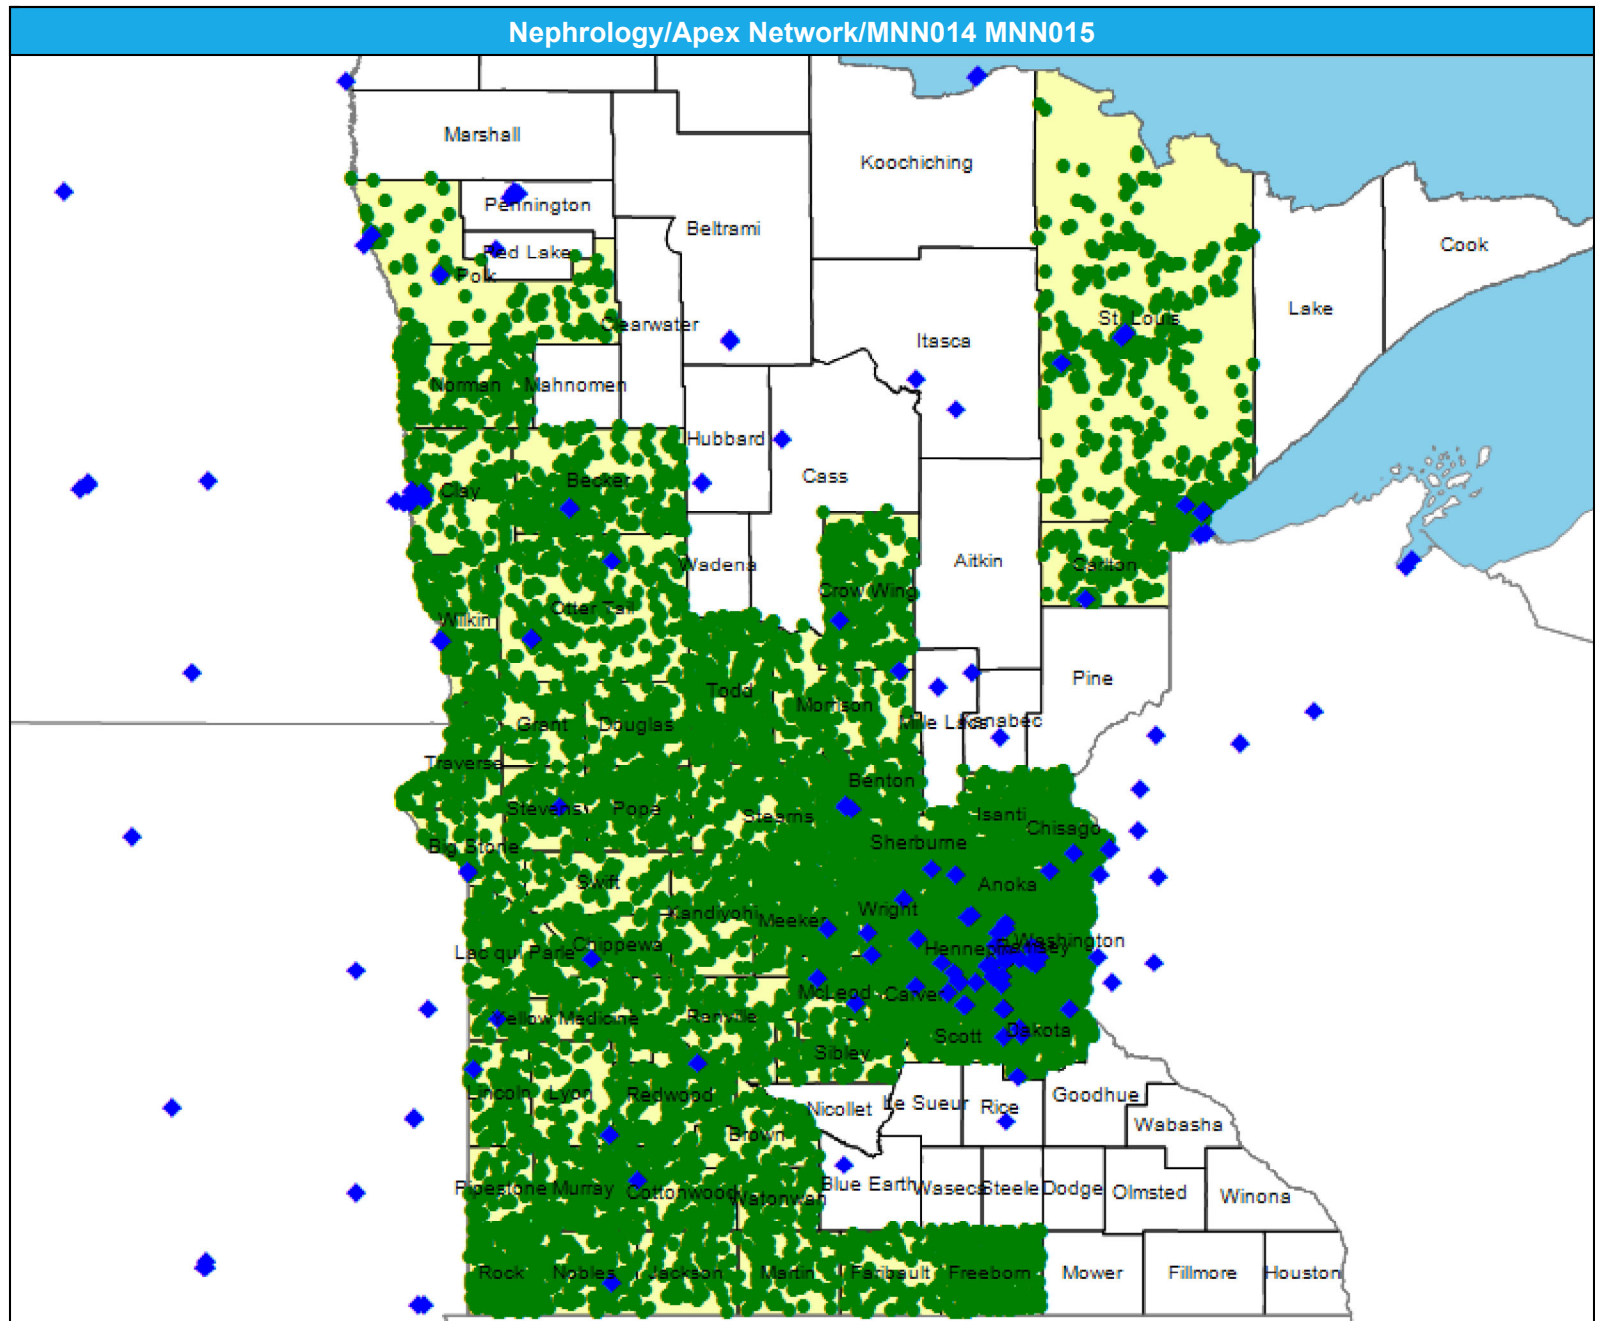 Nephrology/Apex Network/MNN014 MNN015
Marshall
Koochiching
Pennington
Beltrami
Red Lake
Cook
Polk
Lake
St. Louis
Clearwater
Itasca
Norman
Mahnomen
Hubbard
Cass
Becker
Clay
Aitkin
Wadena
Carlton
Crow Wing
Otter Tail
Wilkin
Pine
Todd
Morrison
Mille Lacs
Kanabec
Grant
Douglas
Traverse
Benton
Stevens
Pope
Stearns
Isanti
Chisago
Sherburne
Big Stone
Swift
Anoka
Wright
Kandiyohi
Meeker
Washington
Hennepin
Ramsey
Chippewa
Lac qui Parle
McLeod
Carver
Yellow Medicine
Renville
Dakota
Scott
Sibley
Lincoln
Lyon
Redwood
Goodhue
Le Sueur
Rice
Nicollet
Wabasha
Brown
Blue Earth
Waseca
Steele
Dodge
Olmsted
Winona
Pipestone
Murray
Cottonwood
Watonwan
Rock
Nobles
Jackson
Martin
Faribault
Freeborn
Mower
Fillmore
Houston